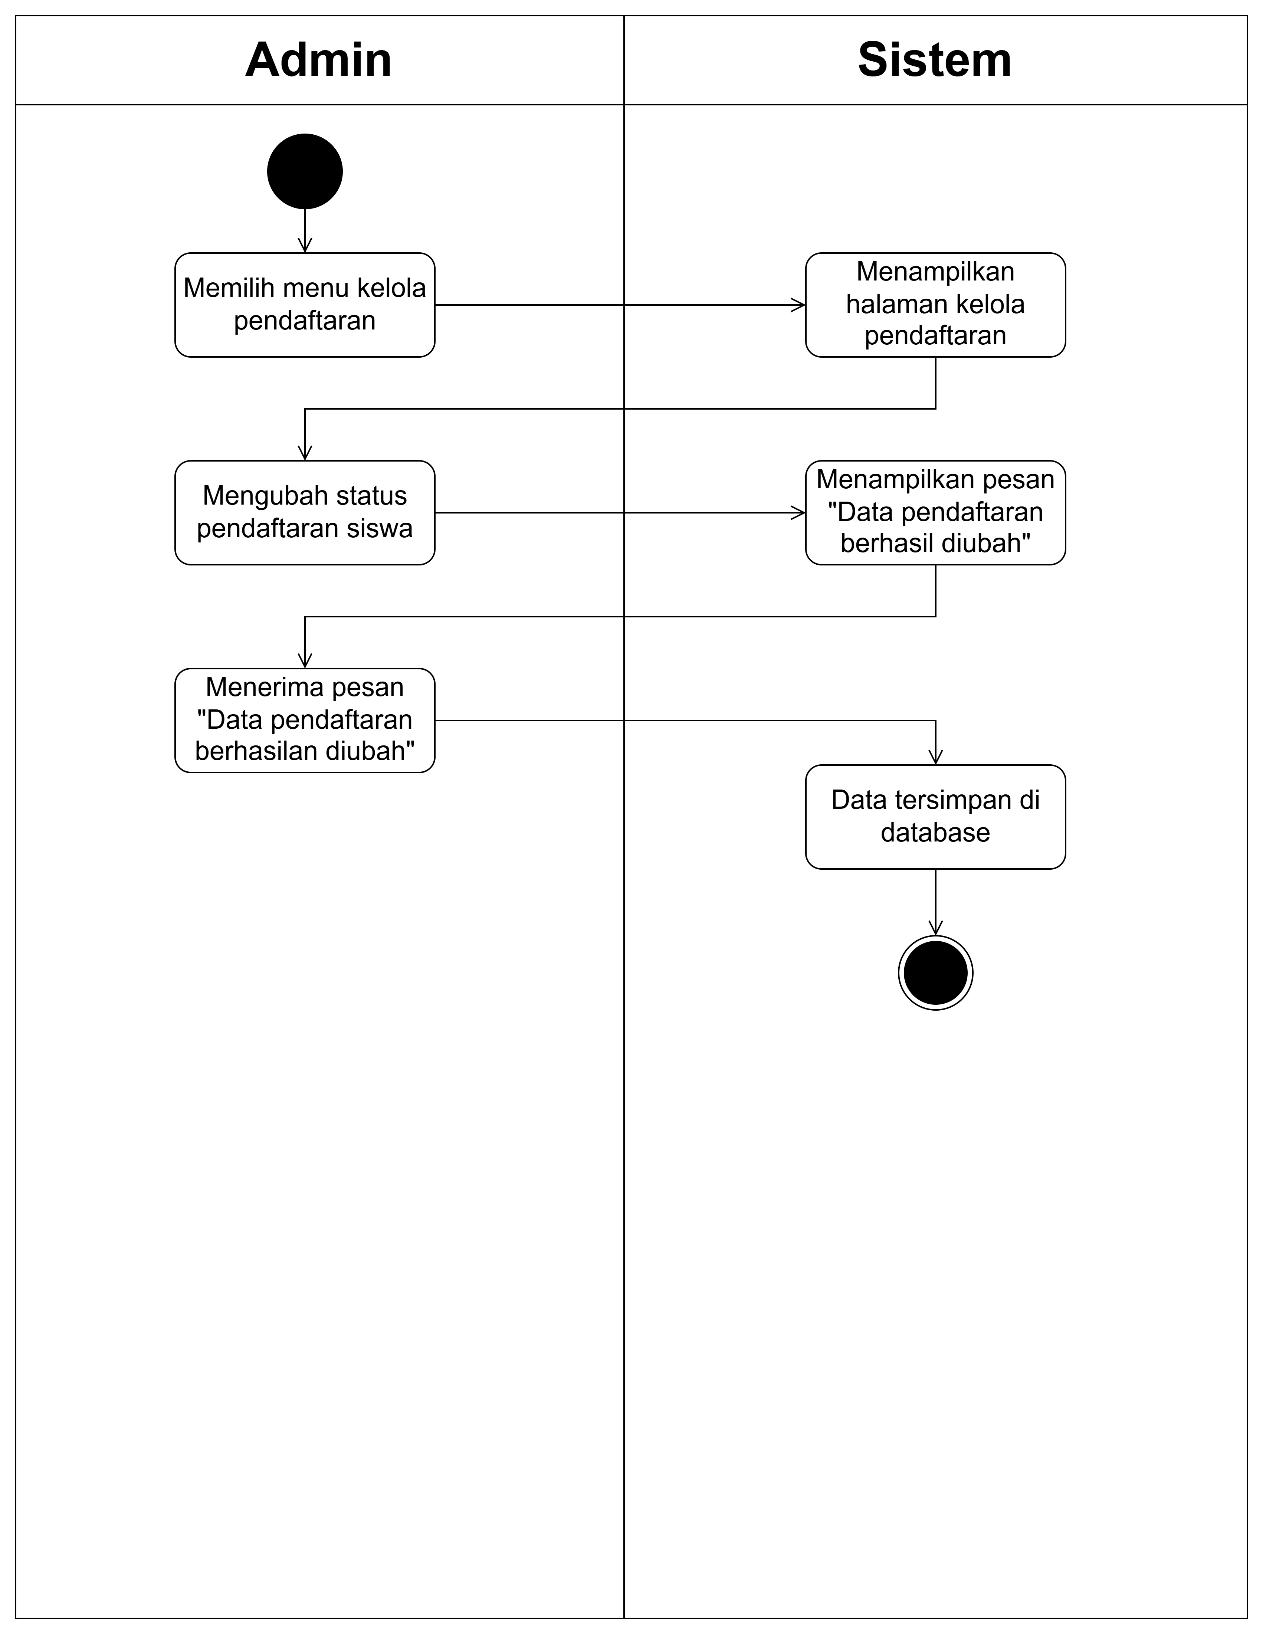 Admin
Sistem
Memilih menu kelola
pendaftaran
Menampilkan
halaman kelola
pendaftaran
Mengubah status
pendaftaran siswa
Menampilkan pesan
"Data pendaftaran
berhasil diubah"
Menerima pesan
"Data pendaftaran
berhasilan diubah"
Data tersimpan di
database